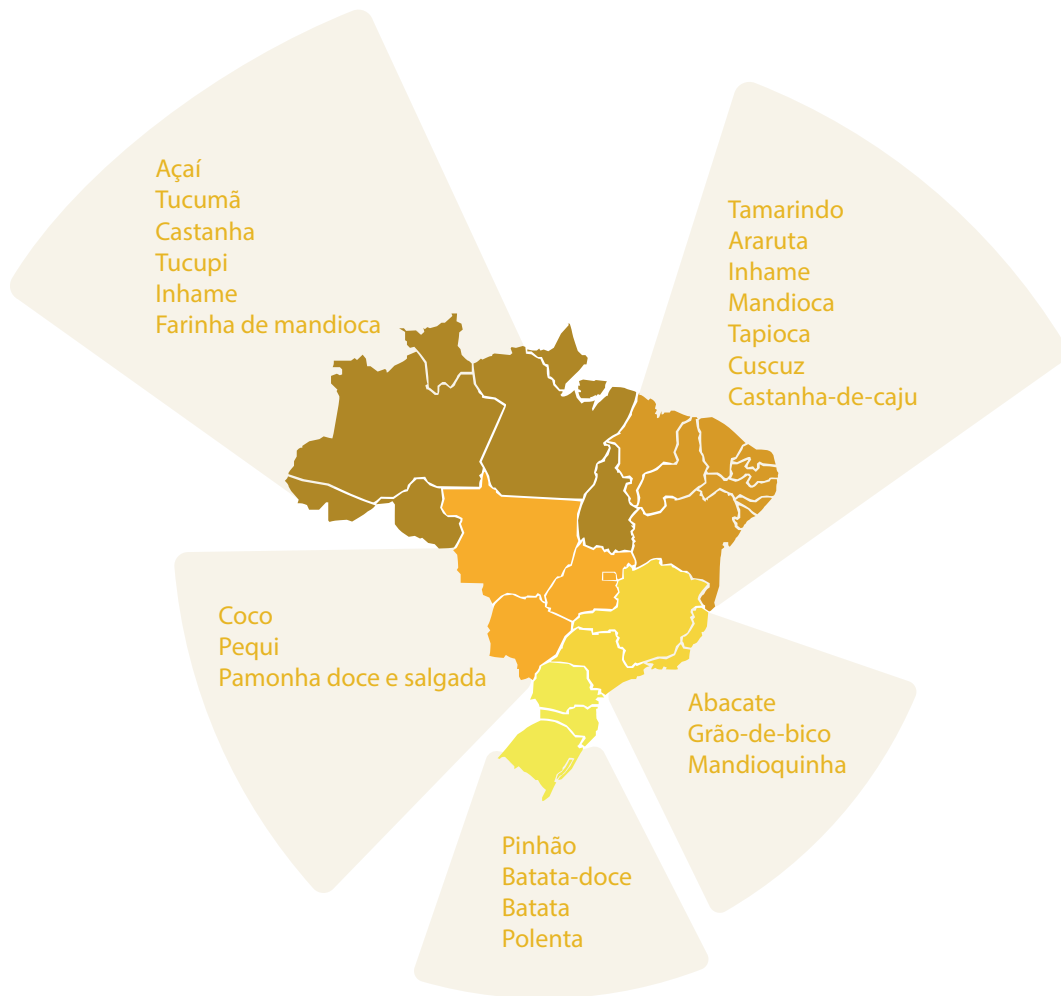 Açaí
Tucumã
Castanha
Tucupi
Inhame
Farinha de mandioca
Tamarindo
Araruta
Inhame
Mandioca
Tapioca
Cuscuz
Castanha-de-caju
Coco
Pequi
Pamonha doce e salgada
Abacate
Grão-de-bico
Mandioquinha
Pinhão
Batata-doce
Batata
Polenta